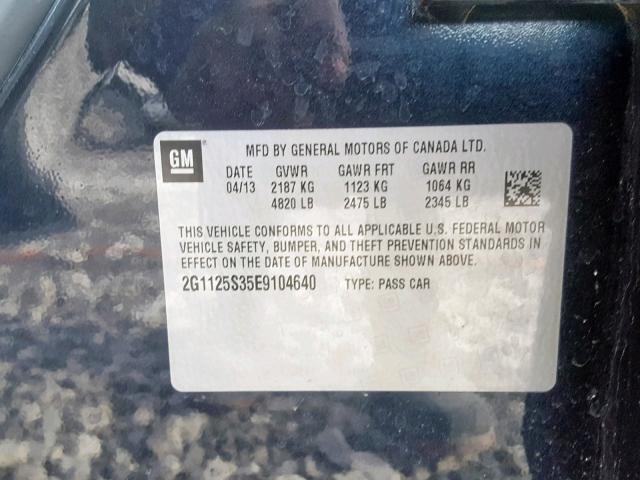 GM
MFD BY GENERAL MOTORS OF CANADA LTD.
DATE GVWR GAWR FRT GAWR RR
04/13 2187 KG 1123 KG 1064 KG
4820 LB 2475 LB 2345 LB
THIS VEHICLE CONFORMS TO ALL APPLICABLE U.S. FEDERAL MOTOR
VEHICLE SAFETY, BUMPER, AND THEFT PREVENTION STANDARDS IN
EFFECT ON THE DATE OF MANUFACTURE SHOWN ABOVE.
2G1125S35E9104640 TYPE: PASS CAR